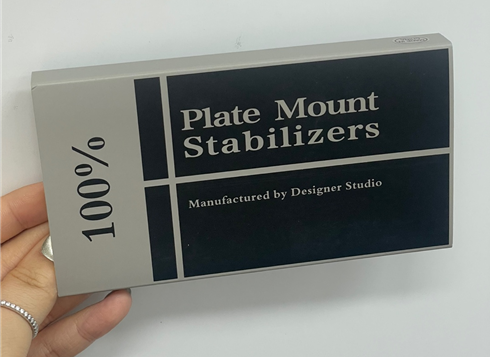 100%
Plate Mount
Stabilizers
Manufactured by Designer Studio